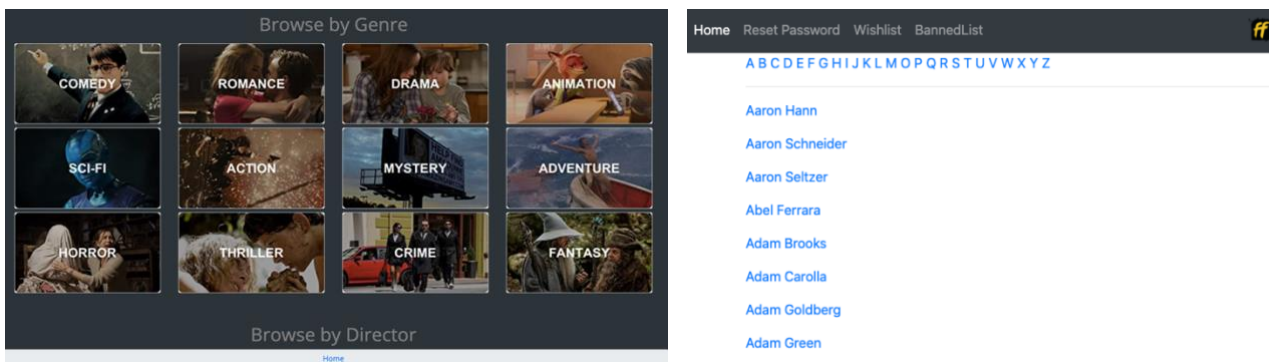 Browse by Genre
COMEDY ROMANCE DRAMA ANIMATION
SCI-FI ACTION MYSTERY ADVENTURE
HORROR THRILLER CRIME FANTASY
Browse by Director
Home
Home Reset Password Wishlist BannedList ff
A B C D E F G H I J K L M O P Q R S T U V W X Y Z
Aaron Hann
Aaron Schneider
Aaron Seltzer
Abel Ferrara
Adam Brooks
Adam Carolla
Adam Goldberg
Adam Green